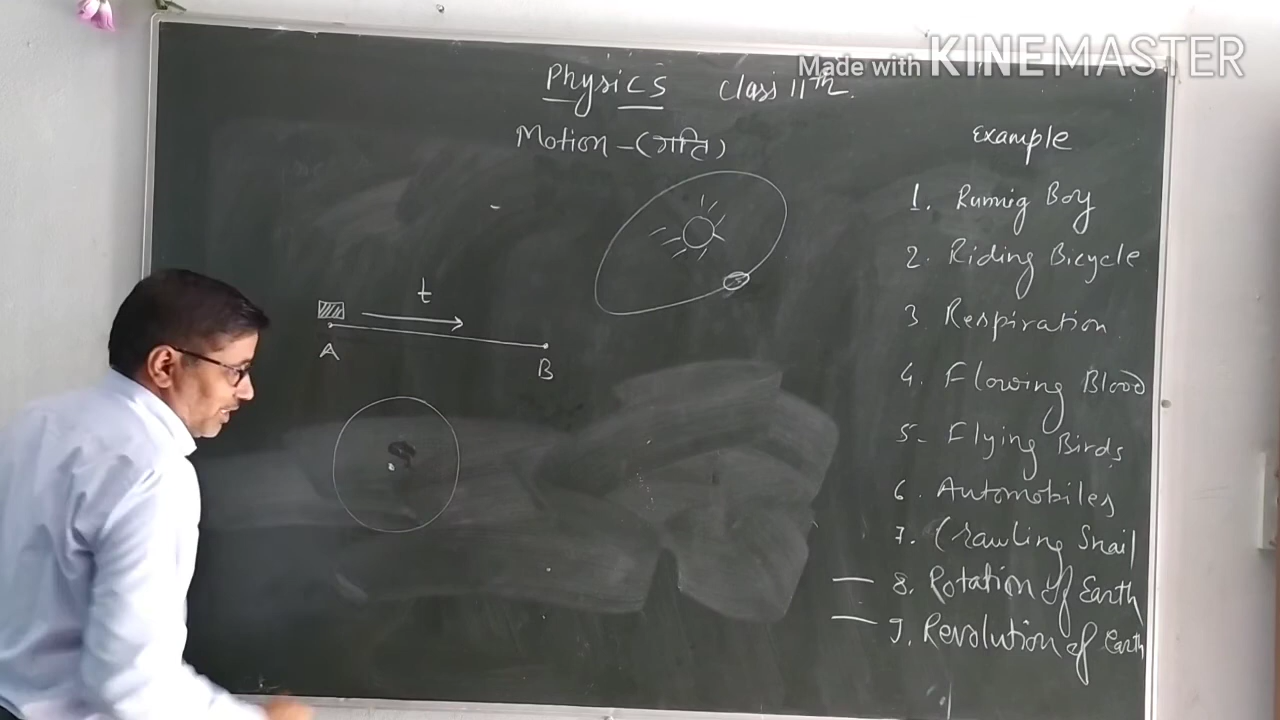 Made with KINEMASTER
Physics Class 11th.
Motion - (गति)
Example
1. Runnig Boy
2. Riding Bicycle
3. Respiration
4. Flowing Blood
5- Flying Birds
6. Automobiles
7. Crawling Snail
8. Rotation of Earth
9. Revolution of Earth
t
A
B